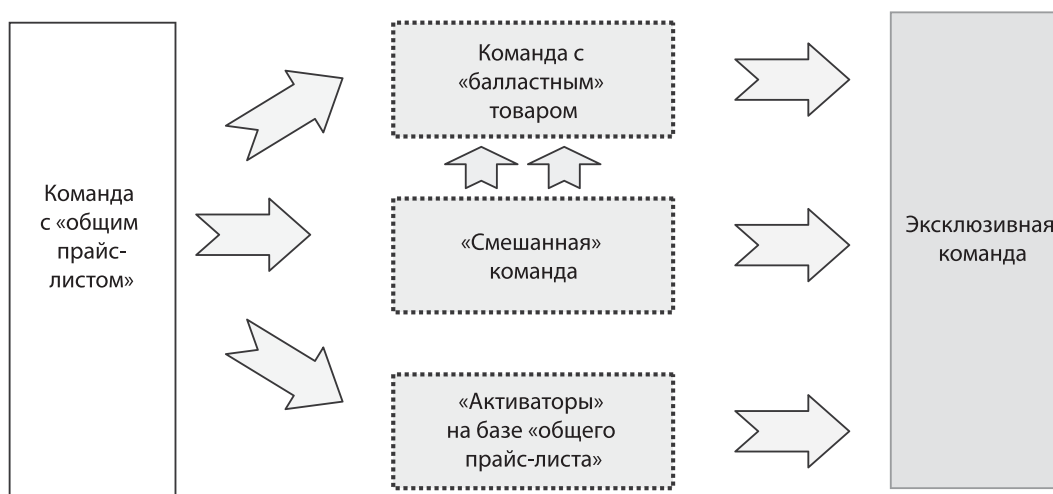 Команда
с «общим
прайс-
листом»
Команда с
«балластным»
товаром
«Смешанная»
команда
«Активаторы»
на базе «общего
прайс-листа»
Эксклюзивная
команда